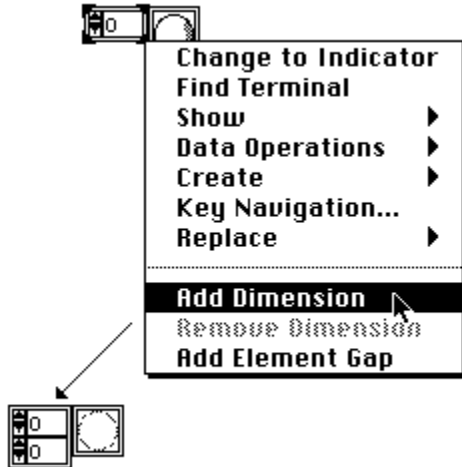 0
Change to Indicator
Find Terminal
Show
Data Operations
Create
Key Navigation...
Replace
Add Dimension
Remove Dimension
Add Element Gap
0
0